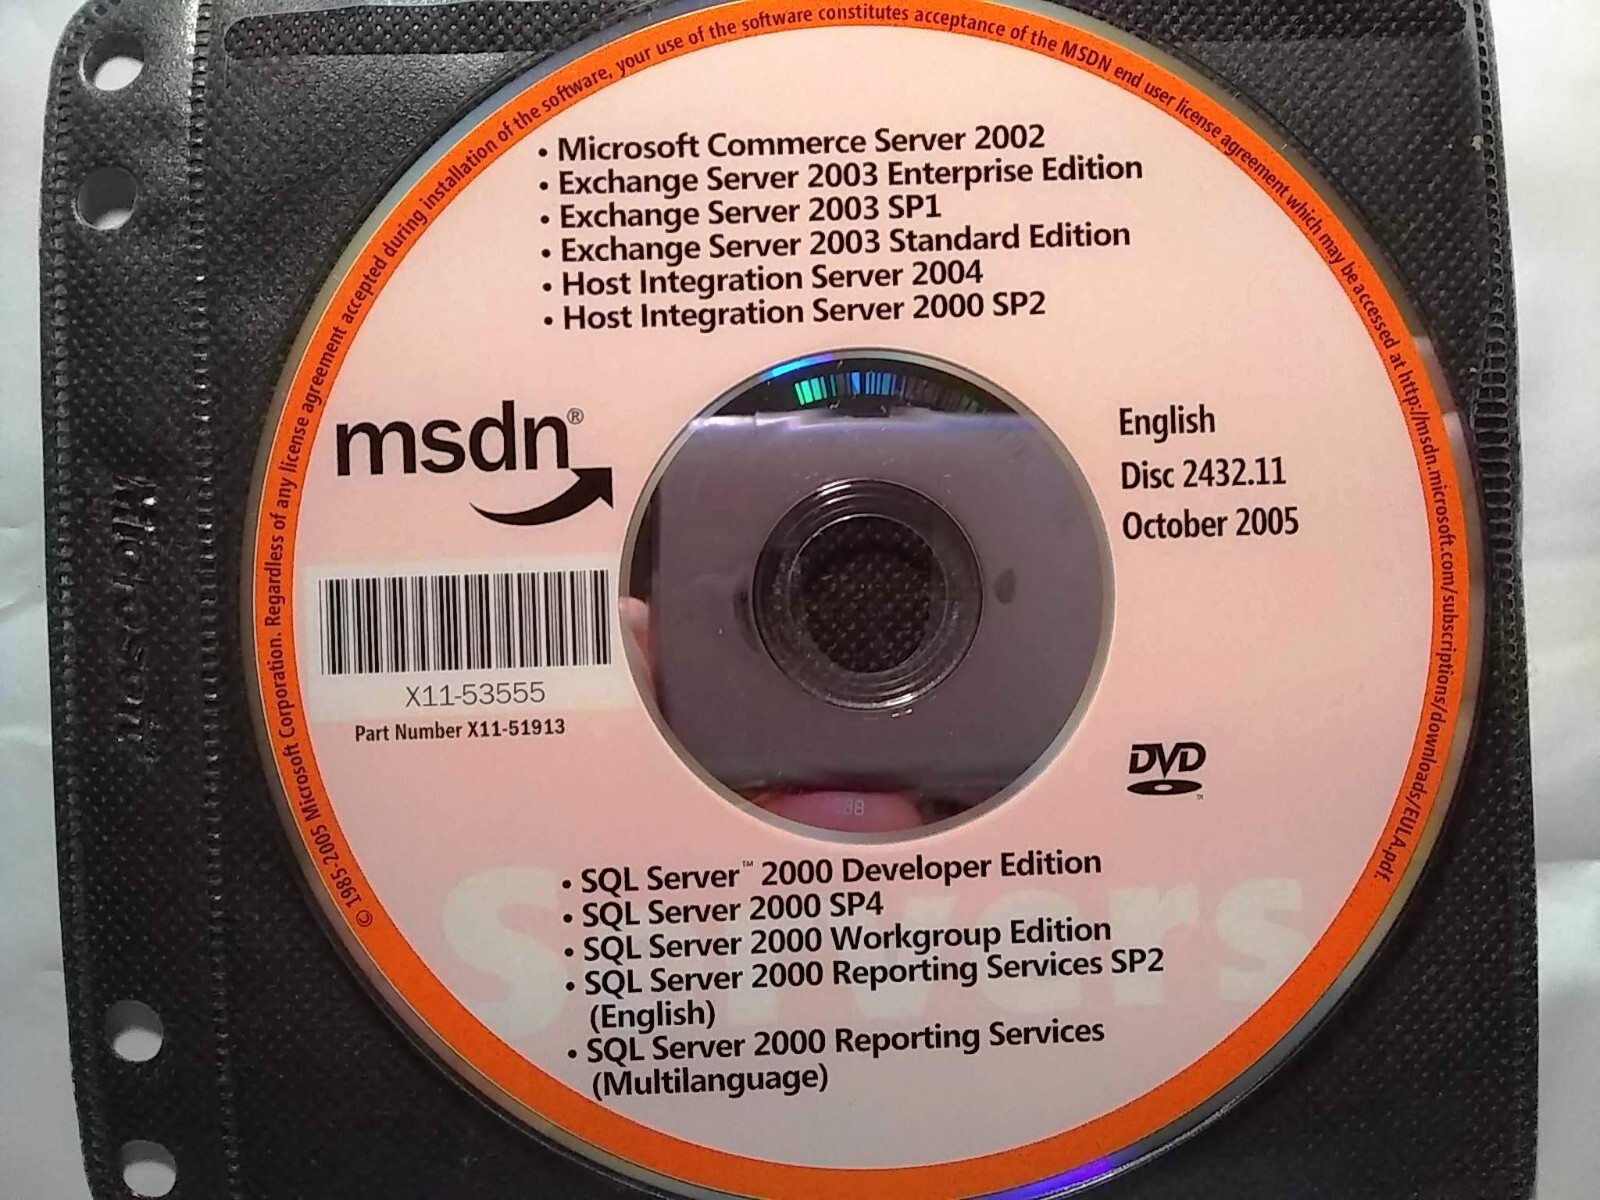 • Microsoft Commerce Server 2002
• Exchange Server 2003 Enterprise Edition
• Exchange Server 2003 SP1
• Exchange Server 2003 Standard Edition
• Host Integration Server 2004
• Host Integration Server 2000 SP2
msdn®
English
Disc 2432.11
October 2005
X11-53555
Part Number X11-51913
DVD
Servers
• SQL Server™ 2000 Developer Edition
• SQL Server 2000 SP4
• SQL Server 2000 Workgroup Edition
• SQL Server 2000 Reporting Services SP2
(English)
• SQL Server 2000 Reporting Services
(Multilanguage)
© 1985-2005 Microsoft Corporation. Regardless of any license agreement accepted during installation of the software, your use of the software constitutes acceptance of the MSDN end user license agreement which may be accessed at http://msdn.microsoft.com/subscriptions/downloads/EULA.pdf.
Microsoft